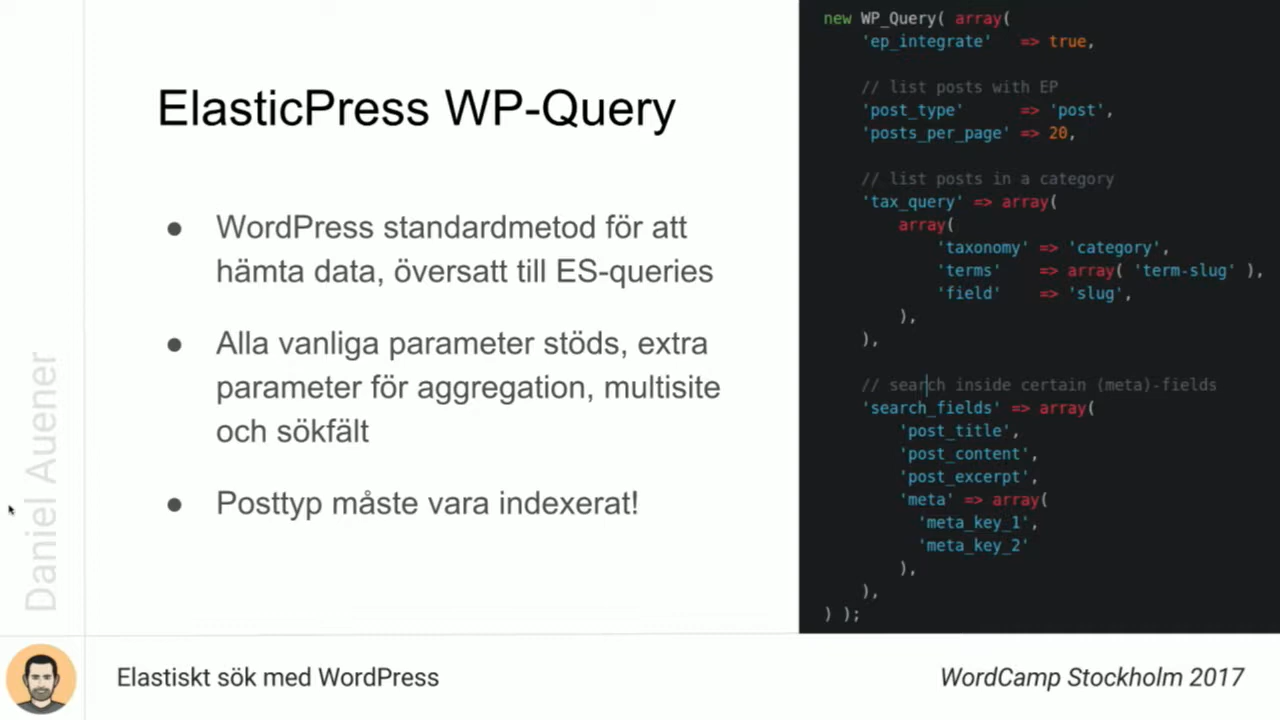 ElasticPress WP-Query
● WordPress standardmetod för att
hämta data, översatt till ES-queries
● Alla vanliga parameter stöds, extra
parameter för aggregation, multisite
och sökfält
● Posttyp måste vara indexerat!
new WP_Query( array(
    'ep_integrate'   => true,

    // list posts with EP
    'post_type'      => 'post',
    'posts_per_page' => 20,

    // list posts in a category
    'tax_query' => array(
        array(
            'taxonomy' => 'category',
            'terms'    => array( 'term-slug' ),
            'field'    => 'slug',
        ),
    ),

    // search inside certain (meta)-fields
    'search_fields' => array(
        'post_title',
        'post_content',
        'post_excerpt',
        'meta' => array(
          'meta_key_1',
          'meta_key_2'
        ),
    ),
) );
Daniel Auener
Elastiskt sök med WordPress
WordCamp Stockholm 2017